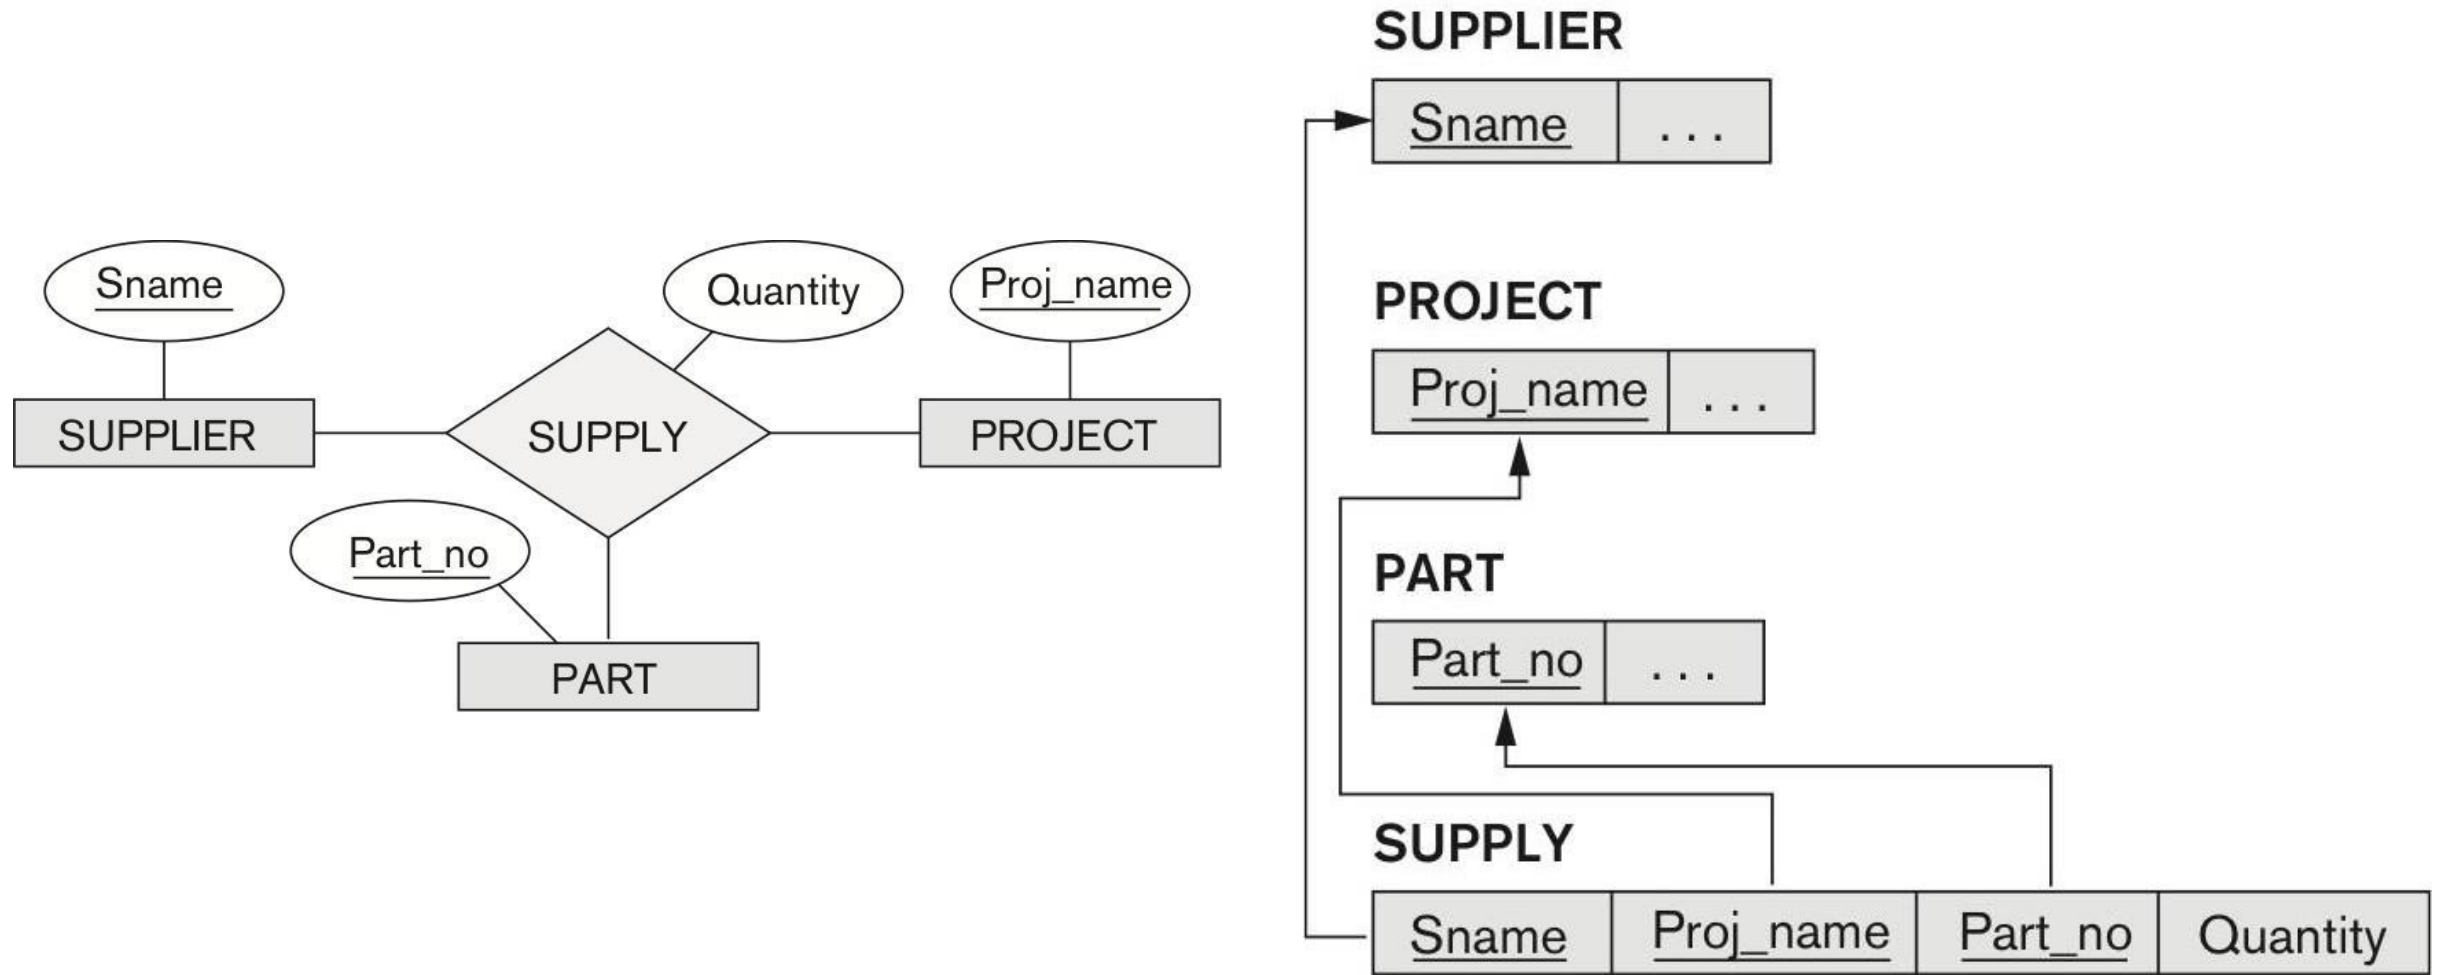 Sname
Quantity
Proj_name
SUPPLIER
SUPPLY
PROJECT
Part_no
PART
SUPPLIER
Sname ...
PROJECT
Proj_name ...
PART
Part_no ...
SUPPLY
Sname Proj_name Part_no Quantity